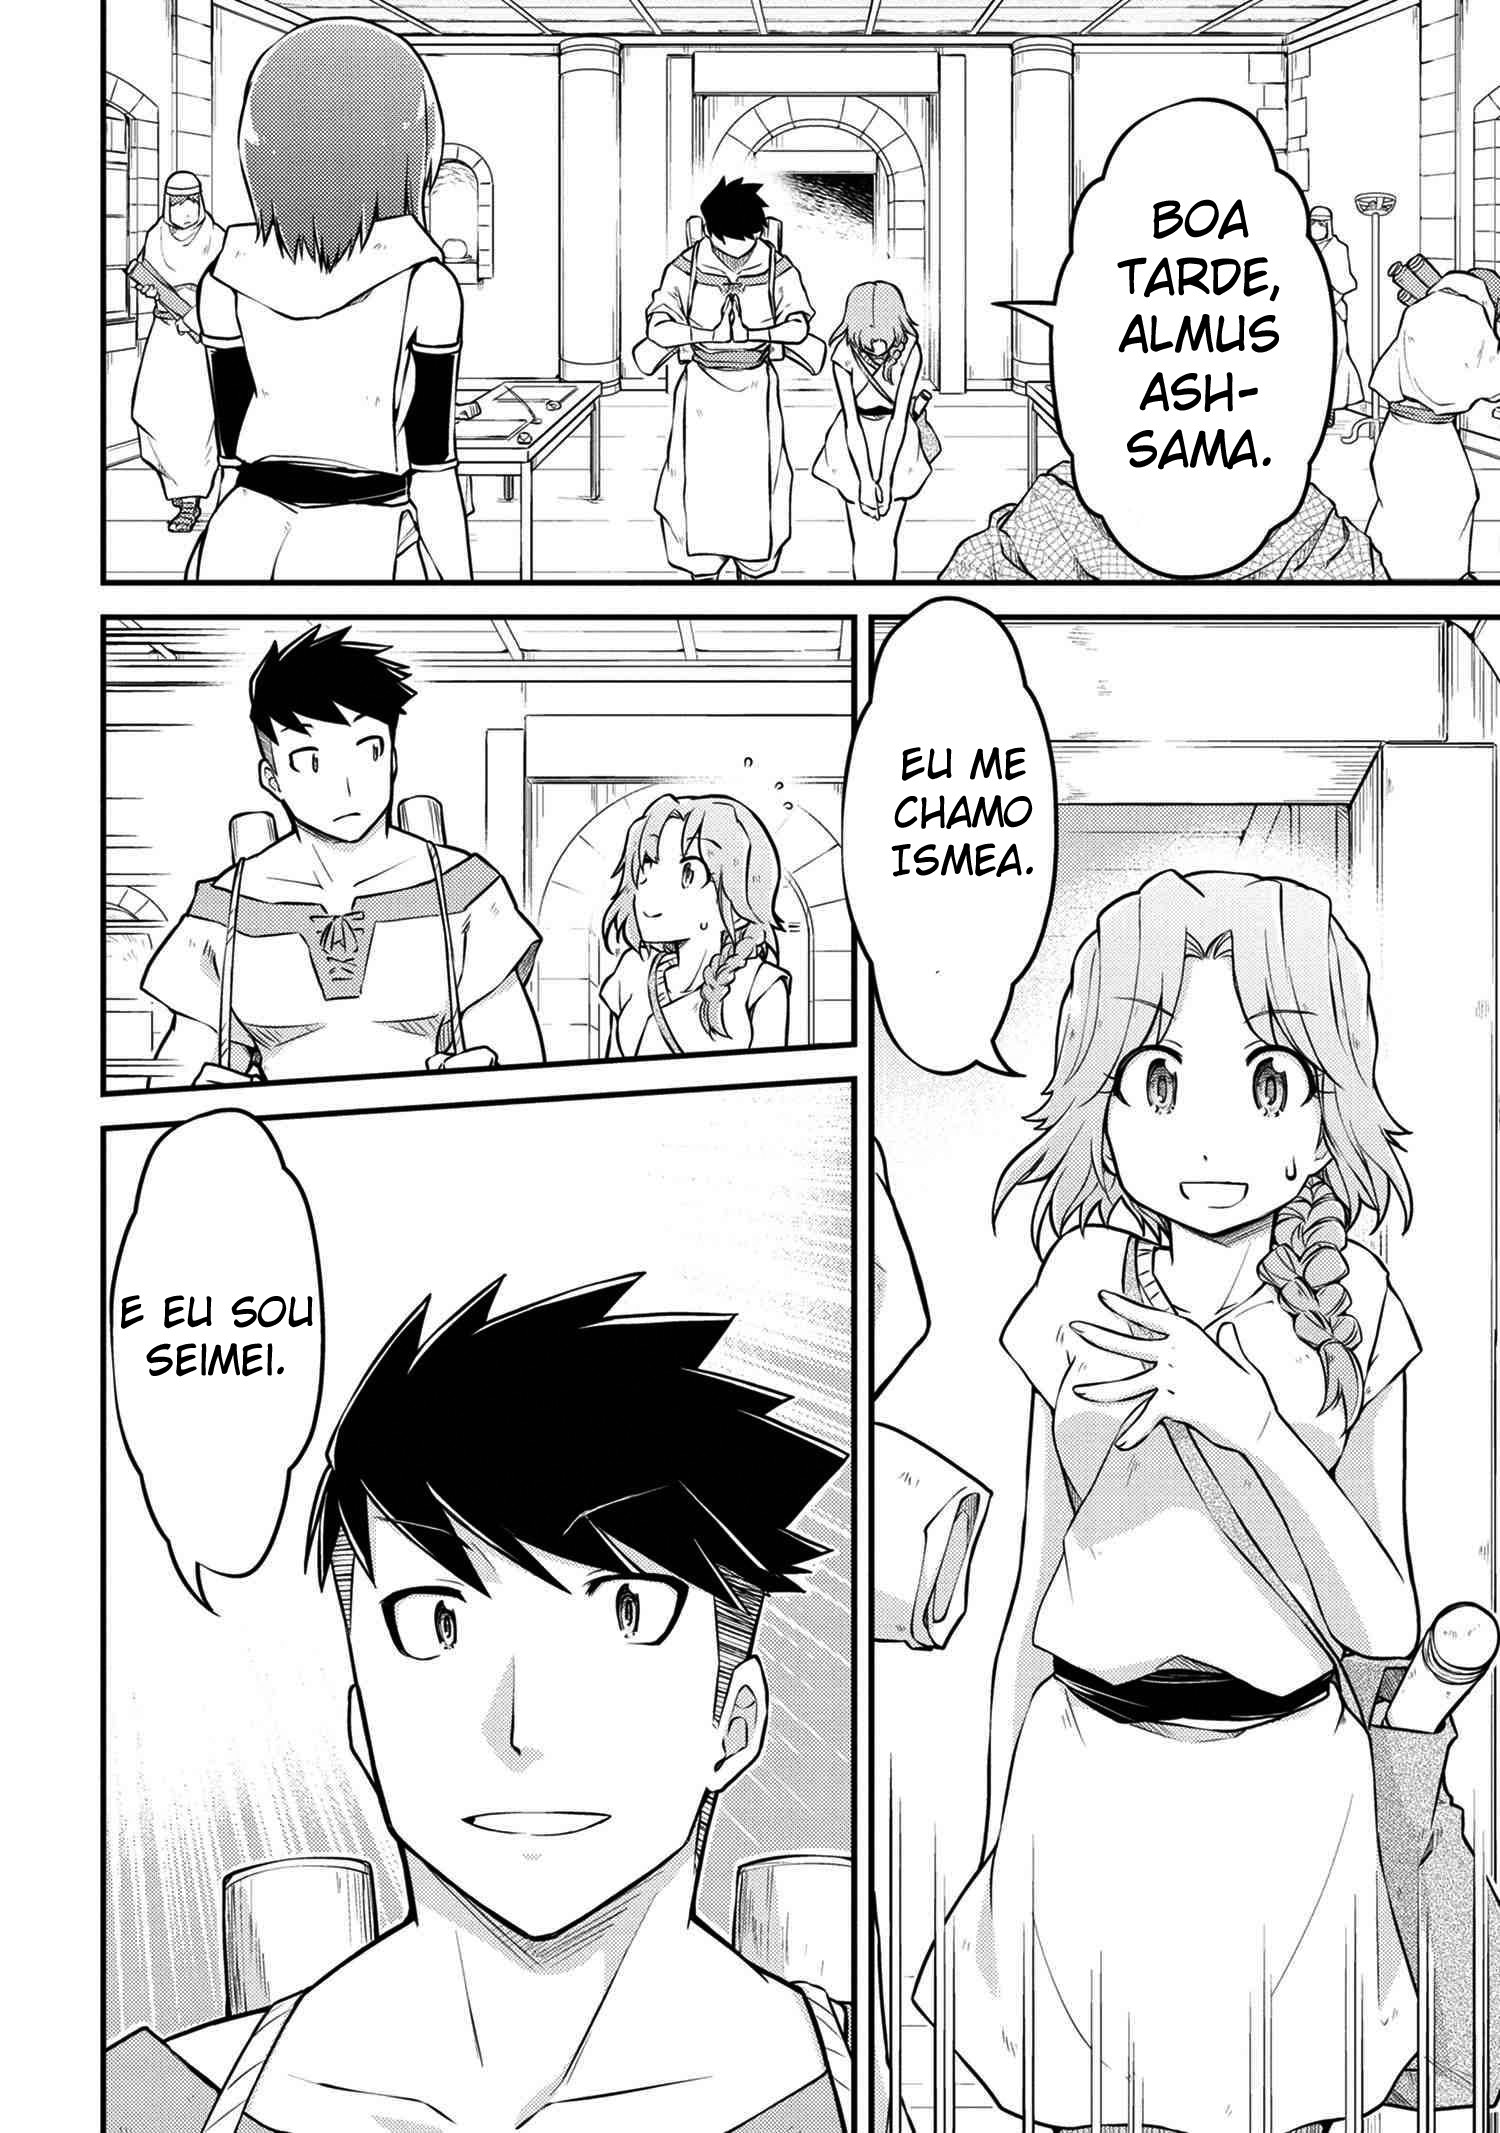 BOA
TARDE,
ALMUS
ASH-
SAMA.
EU ME
CHAMO
ISMEA.
E EU SOU
SEIMEI.